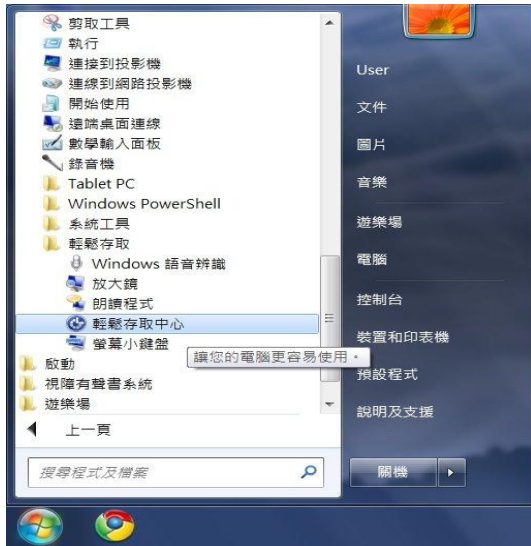 剪取工具
執行
連接到投影機
連線到網路投影機
開始使用
遠端桌面連線
數學輸入面板
錄音機
Tablet PC
Windows PowerShell
系統工具
輕鬆存取
Windows 語音辨識
放大鏡
朗讀程式
輕鬆存取中心
螢幕小鍵盤
讓您的電腦更容易使用。
啟動
視障有聲書系統
遊樂場
上一頁
搜尋程式及檔案
User
文件
圖片
音樂
遊樂場
電腦
控制台
裝置和印表機
預設程式
說明及支援
關機